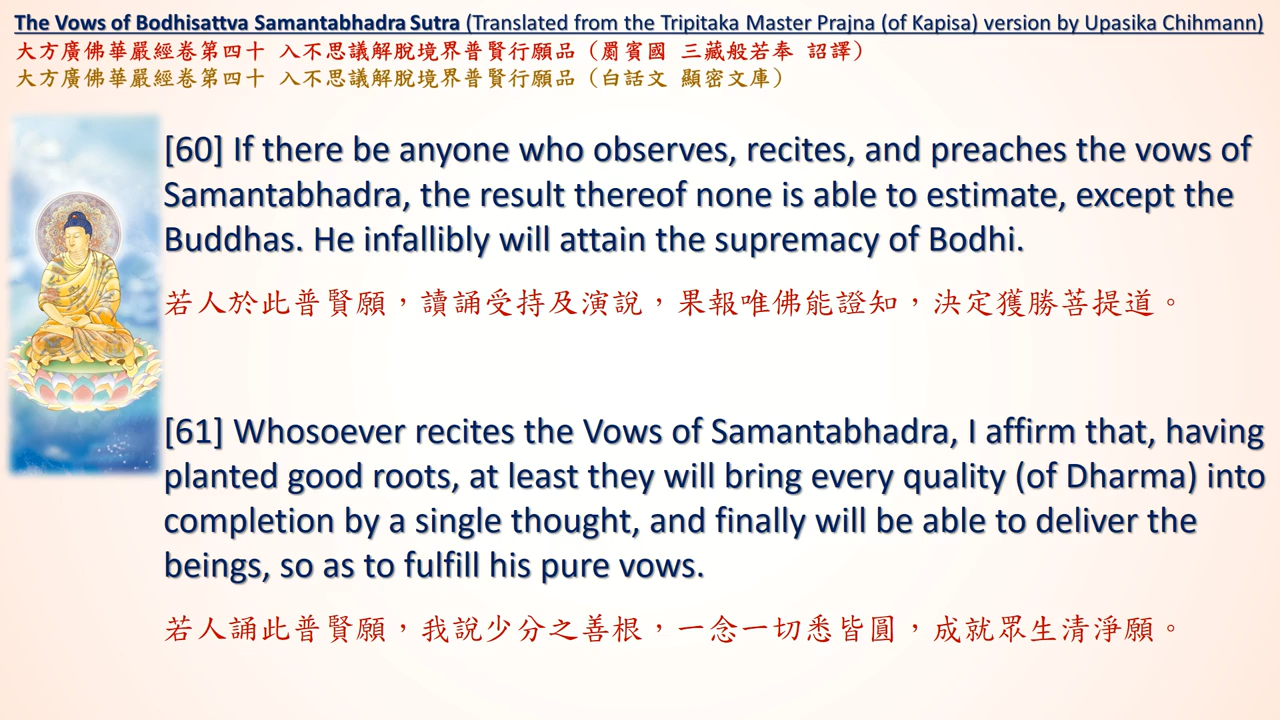 The Vows of Bodhisattva Samantabhadra Sutra (Translated from the Tripitaka Master Prajna (of Kapisa) version by Upasika Chihmann)
大方廣佛華嚴經卷第四十 入不思議解脫境界普賢行願品（罽賓國 三藏般若奉 詔譯）
大方廣佛華嚴經卷第四十 入不思議解脫境界普賢行願品（白話文 顯密文庫）
[60] If there be anyone who observes, recites, and preaches the vows of
Samantabhadra, the result thereof none is able to estimate, except the
Buddhas. He infallibly will attain the supremacy of Bodhi.
若人於此普賢願，讀誦受持及演說，果報唯佛能證知，決定獲勝菩提道。
[61] Whosoever recites the Vows of Samantabhadra, I affirm that, having
planted good roots, at least they will bring every quality (of Dharma) into
completion by a single thought, and finally will be able to deliver the
beings, so as to fulfill his pure vows.
若人誦此普賢願，我說少分之善根，一念一切悉皆圓，成就眾生清淨願。